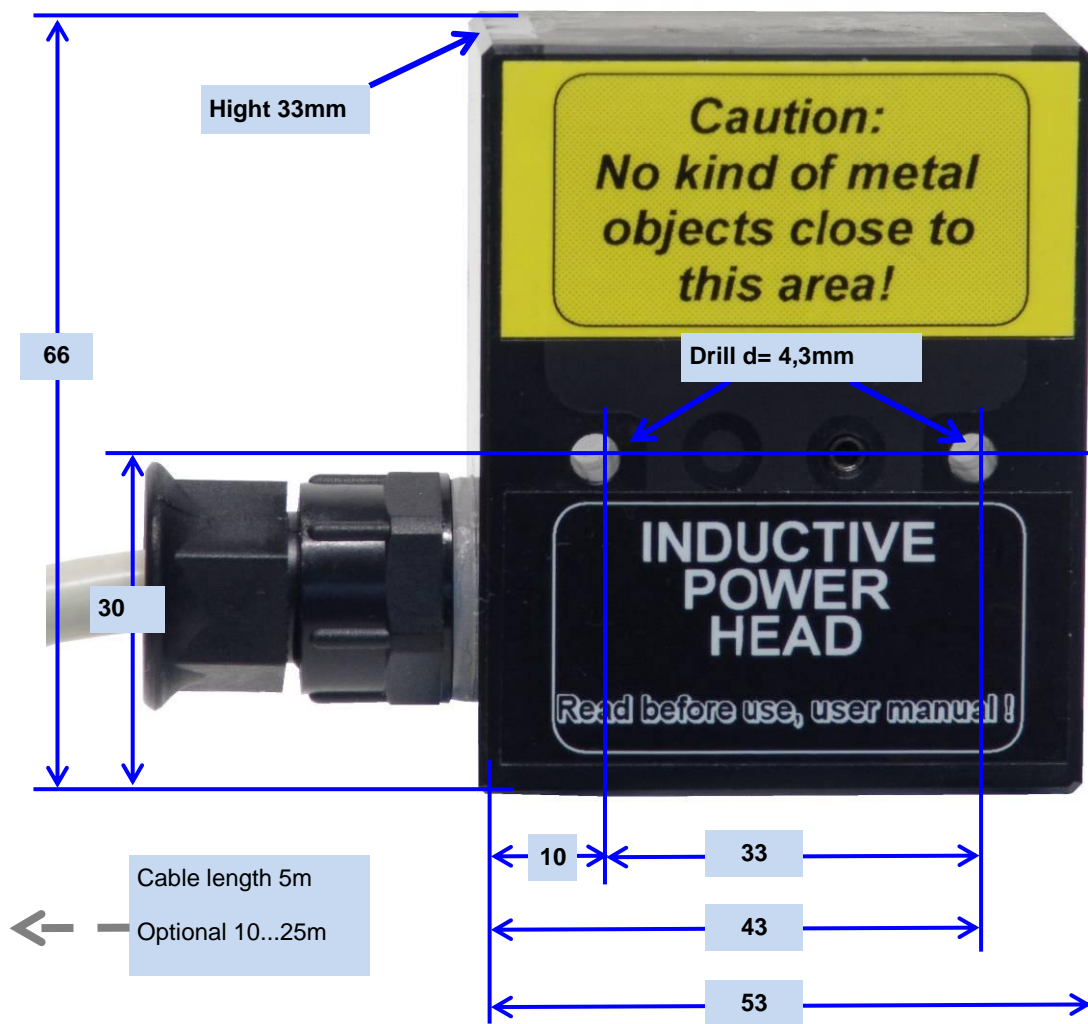 Hight 33mm
Caution:
No kind of metal
objects close to
this area!
66
Drill d= 4,3mm
30
INDUCTIVE
POWER
HEAD
Read before use, user manual !
10
33
Cable length 5m
Optional 10...25m
43
53